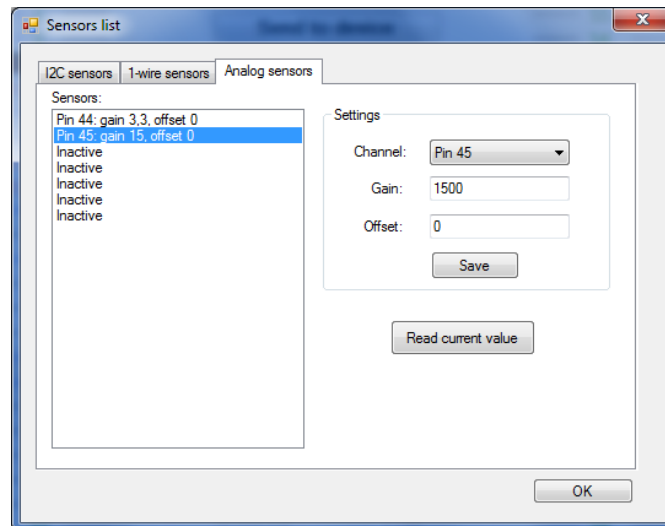 Sensors list
I2C sensors 1-wire sensors Analog sensors
Sensors:
Pin 44: gain 3,3, offset 0
Pin 45: gain 15, offset 0
Inactive
Inactive
Inactive
Inactive
Inactive
Settings
Channel: Pin 45
Gain: 1500
Offset: 0
Save
Read current value
OK